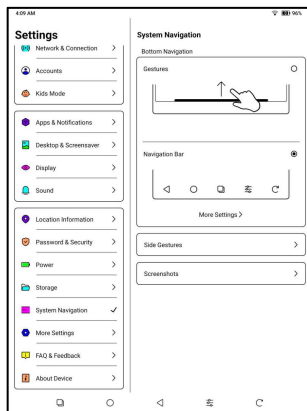 4:09 AM
96%
Settings
Network & Connection
Accounts
Kids Mode
Apps & Notifications
Desktop & Screensaver
Display
Sound
Location Information
Password & Security
Power
Storage
System Navigation
More Settings
FAQ & Feedback
About Device
System Navigation
Bottom Navigation
Gestures
Navigation Bar
More Settings
Side Gestures
Screenshots